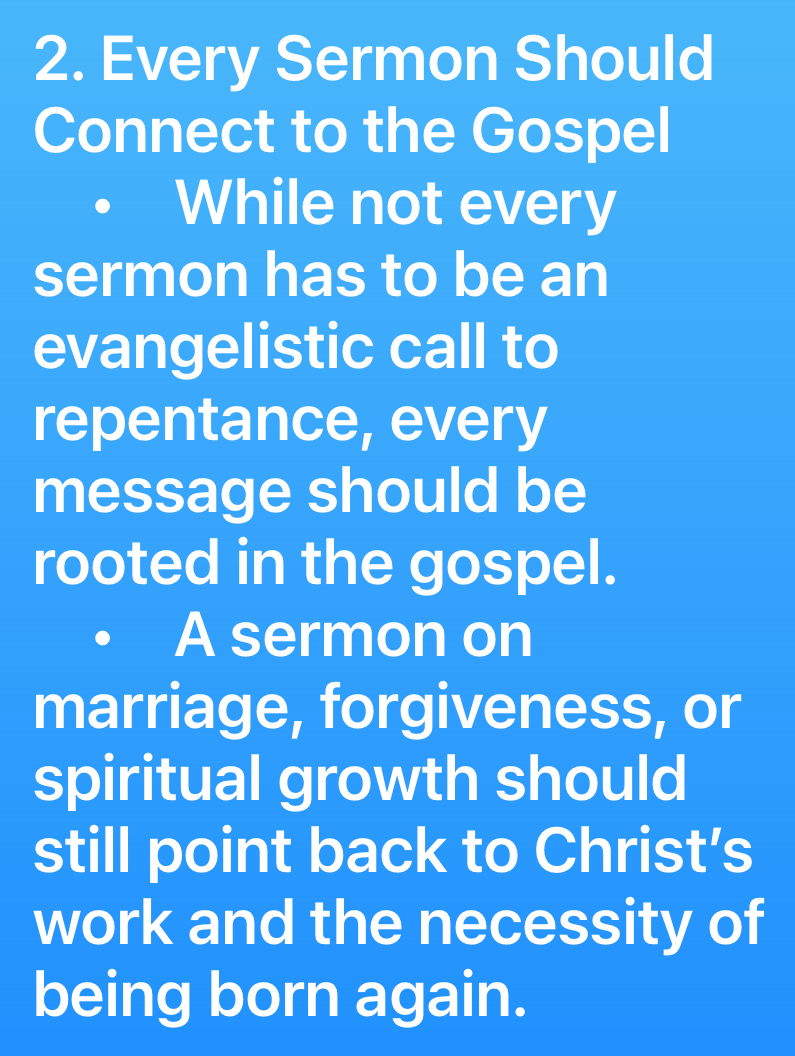 2. Every Sermon Should
Connect to the Gospel
• While not every
sermon has to be an
evangelistic call to
repentance, every
message should be
rooted in the gospel.
• A sermon on
marriage, forgiveness, or
spiritual growth should
still point back to Christ’s
work and the necessity of
being born again.